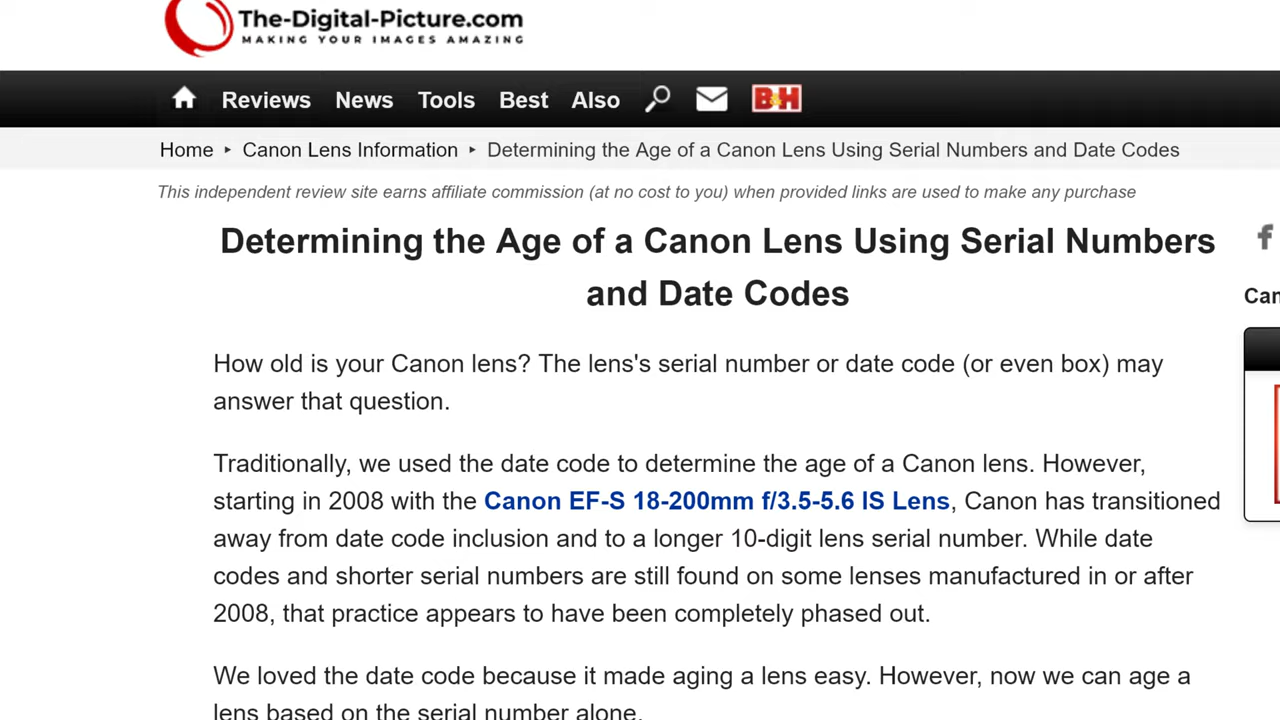 The-Digital-Picture.com
MAKING YOUR IMAGES AMAZING
Reviews News Tools Best Also B&H
Home ‣ Canon Lens Information ‣ Determining the Age of a Canon Lens Using Serial Numbers and Date Codes
This independent review site earns affiliate commission (at no cost to you) when provided links are used to make any purchase
Determining the Age of a Canon Lens Using Serial Numbers
and Date Codes
How old is your Canon lens? The lens's serial number or date code (or even box) may
answer that question.
Traditionally, we used the date code to determine the age of a Canon lens. However,
starting in 2008 with the Canon EF-S 18-200mm f/3.5-5.6 IS Lens, Canon has transitioned
away from date code inclusion and to a longer 10-digit lens serial number. While date
codes and shorter serial numbers are still found on some lenses manufactured in or after
2008, that practice appears to have been completely phased out.
We loved the date code because it made aging a lens easy. However, now we can age a
lens based on the serial number alone.
f
Can